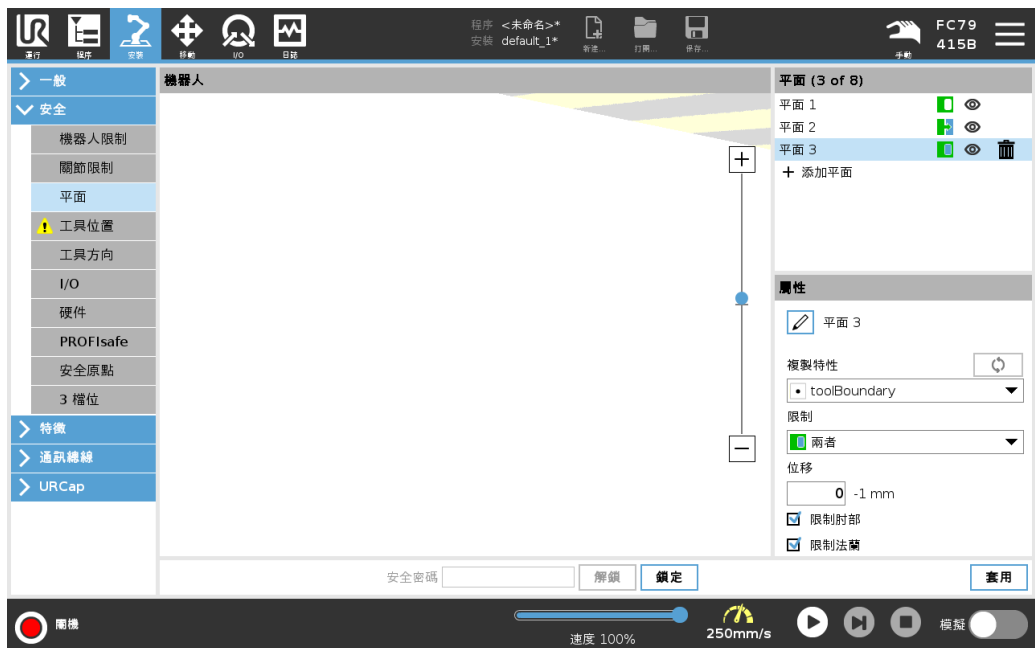 UR
運行
程序
安裝
移動
I/O
日誌
程序 <未命名>*
安裝 default_1*
新建...
打開...
保存...
手動
FC79
415B
一般
安全
機器人限制
關節限制
平面
工具位置
工具方向
I/O
硬件
PROFIsafe
安全原點
3 檔位
特徵
通訊總線
URCap
機器人
平面 (3 of 8)
平面 1
平面 2
平面 3
添加平面
屬性
平面 3
複製特性
toolBoundary
限制
兩者
位移
0 -1 mm
限制肘部
限制法蘭
安全密碼
解鎖
鎖定
套用
關機
速度 100%
250mm/s
模擬